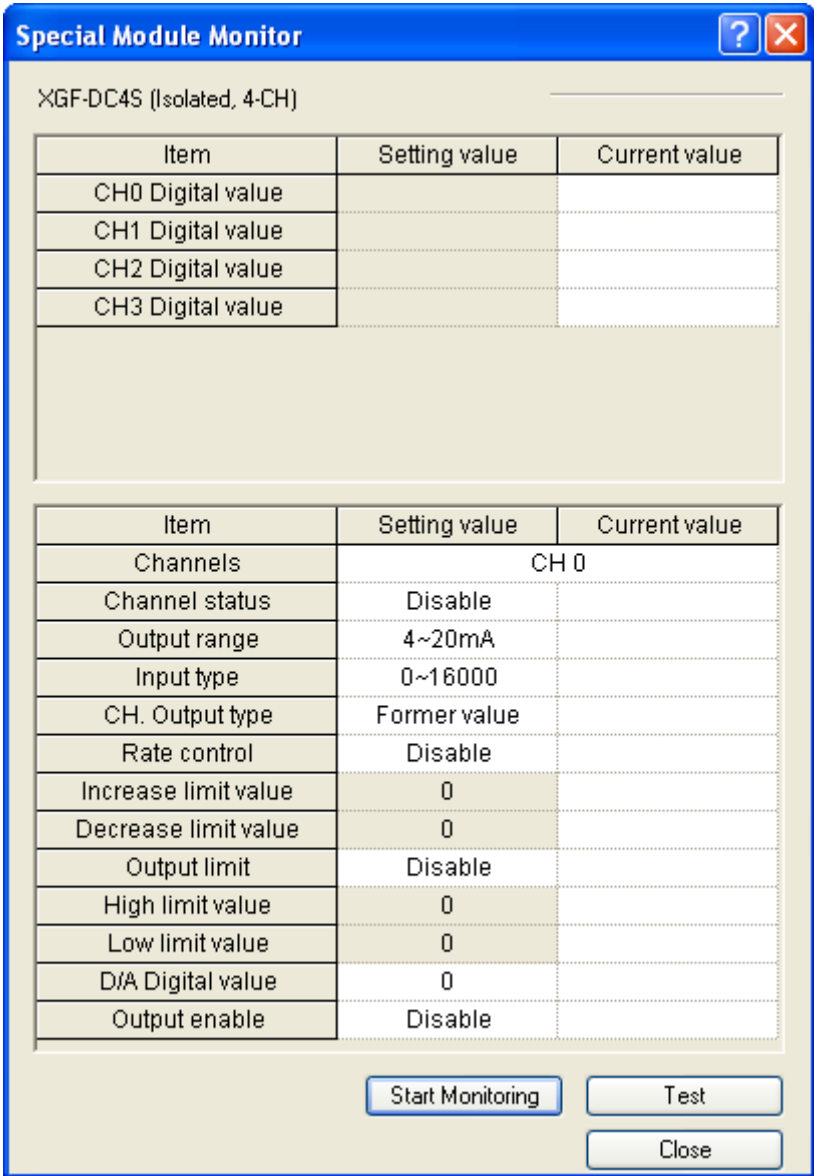 Special Module Monitor
XGF-DC4S (Isolated, 4-CH)
Item Setting value Current value
CH0 Digital value
CH1 Digital value
CH2 Digital value
CH3 Digital value
Item Setting value Current value
Channels CH 0
Channel status Disable
Output range 4~20mA
Input type 0~16000
CH. Output type Former value
Rate control Disable
Increase limit value 0
Decrease limit value 0
Output limit Disable
High limit value 0
Low limit value 0
D/A Digital value 0
Output enable Disable
Start Monitoring Test
Close